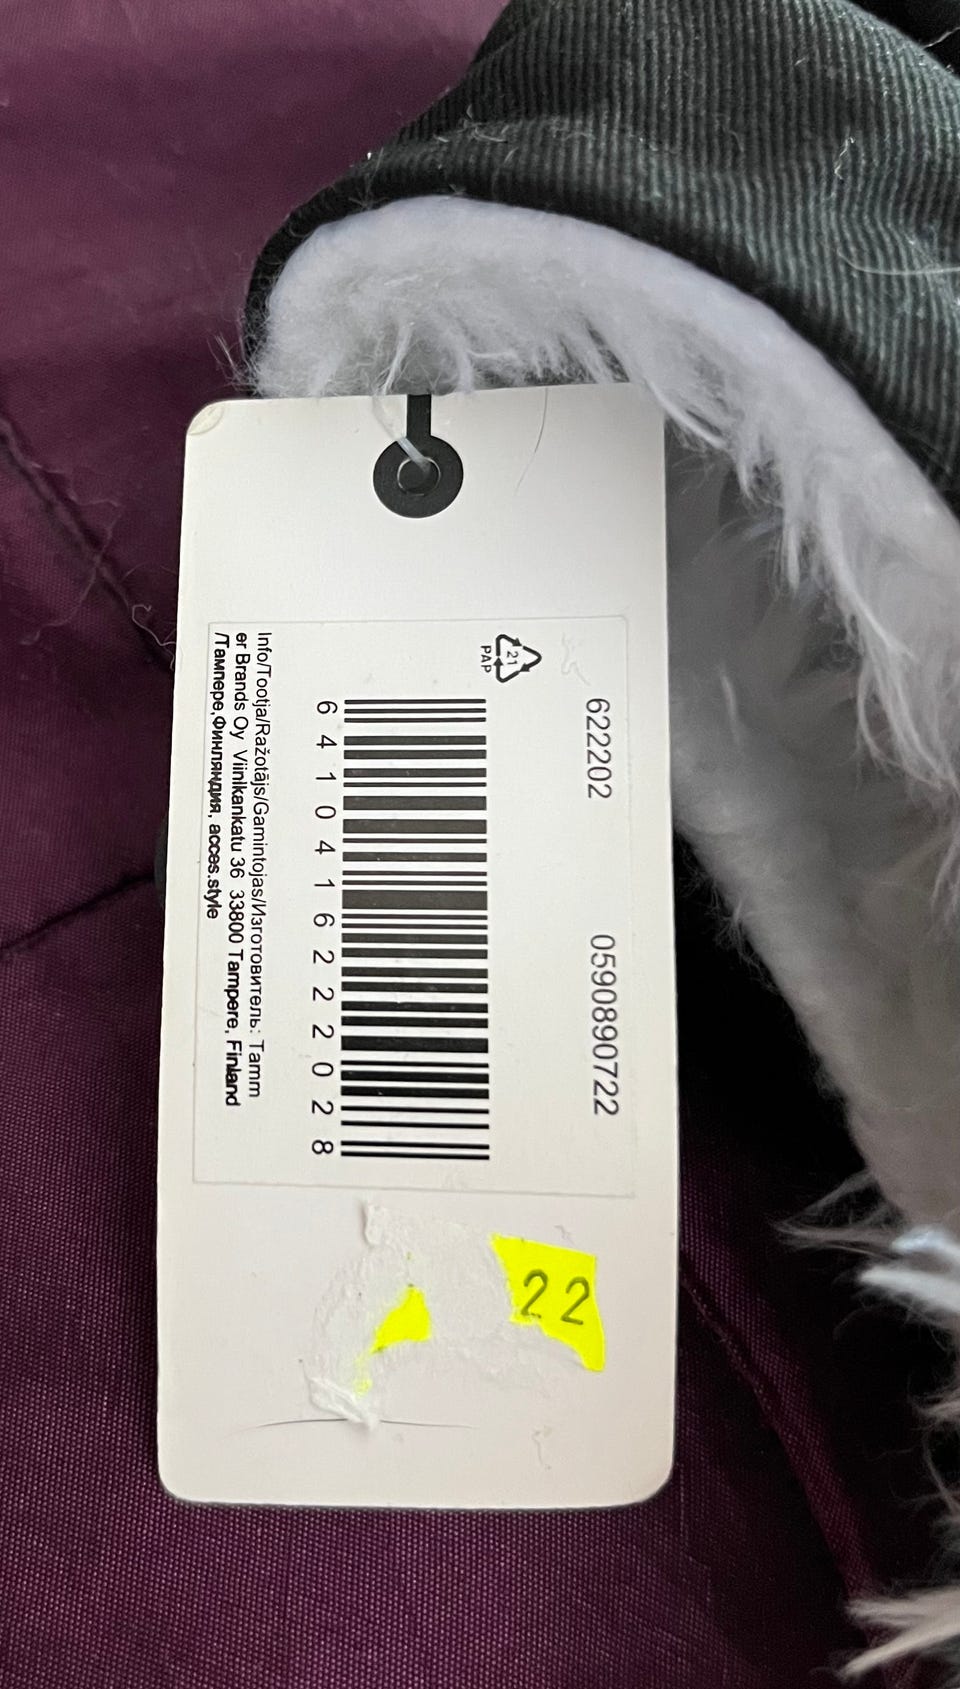 622202 0590890722
21
PAP
6410416222028
Info/Tootja/Ražotājs/Gamintojas/Изготовитель: Tamm
er Brands Oy Viinikankatu 36 33800 Tampere, Finland
/Тампере,Финляндия, acces.style
22